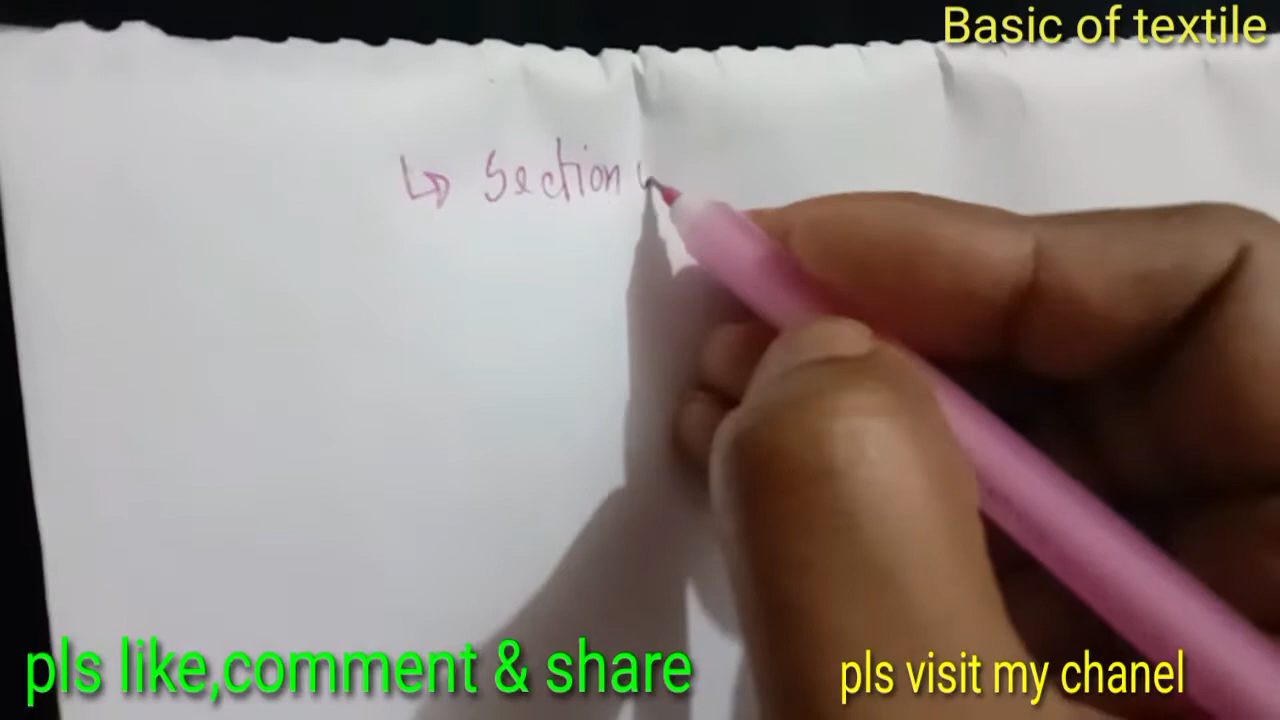 Basic of textile
↳ Section
pls like,comment & share
pls visit my chanel